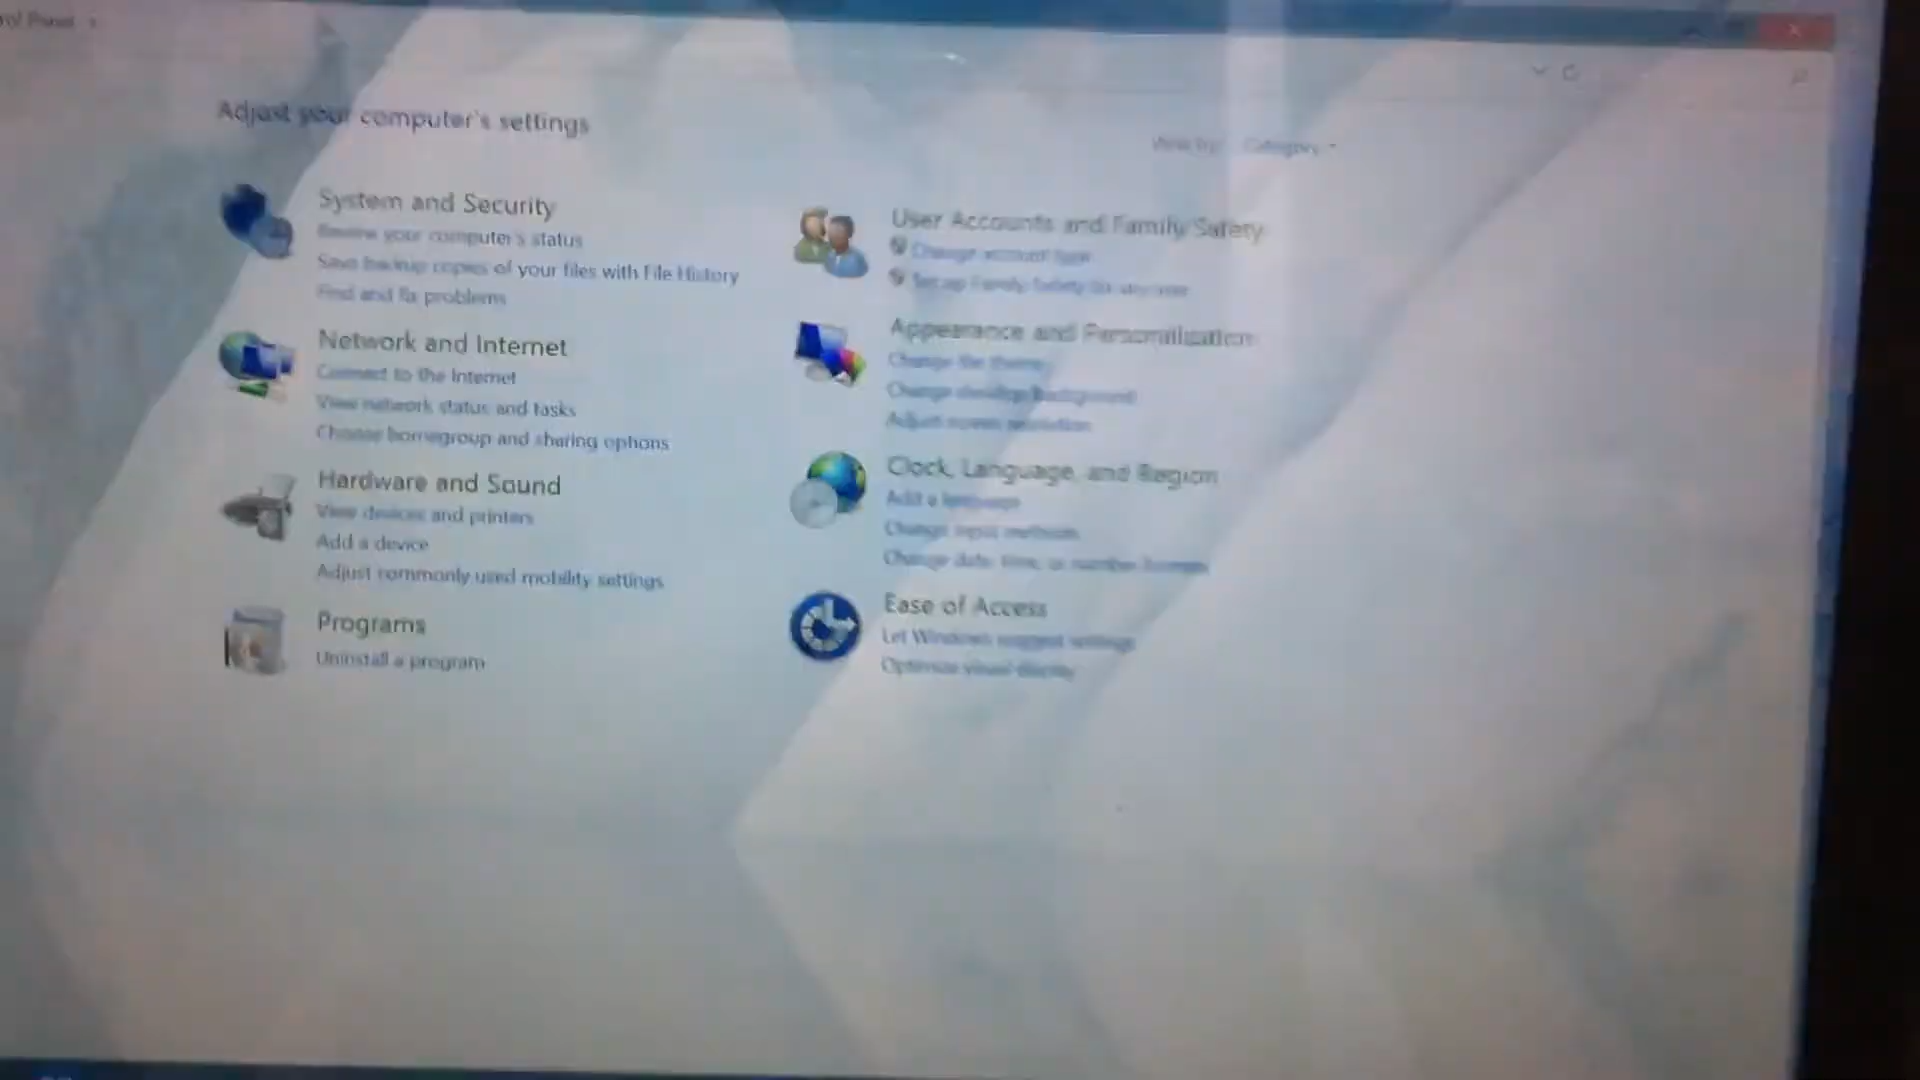 Adjust your computer's settings
View by: Category
System and Security
Review your computer's status
Save backup copies of your files with File History
Find and fix problems
Network and Internet
Connect to the Internet
View network status and tasks
Choose homegroup and sharing options
Hardware and Sound
View devices and printers
Add a device
Adjust commonly used mobility settings
Programs
Uninstall a program
User Accounts and Family Safety
Change account type
Set up Family Safety for any user
Appearance and Personalization
Change the theme
Change desktop background
Adjust screen resolution
Clock, Language, and Region
Add a language
Change input methods
Change date, time, or number formats
Ease of Access
Let Windows suggest settings
Optimize visual display